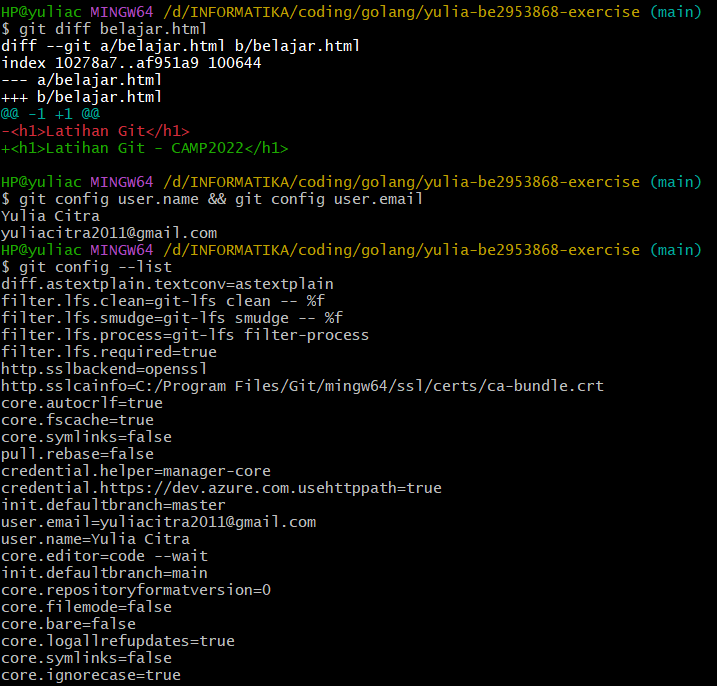 HP@yuliac MINGW64 /d/INFORMATIKA/coding/golang/yulia-be2953868-exercise (main)
$ git diff belajar.html
diff --git a/belajar.html b/belajar.html
index 10278a7..af951a9 100644
--- a/belajar.html
+++ b/belajar.html
@@ -1 +1 @@
-<h1>Latihan Git</h1>
+<h1>Latihan Git - CAMP2022</h1>
HP@yuliac MINGW64 /d/INFORMATIKA/coding/golang/yulia-be2953868-exercise (main)
$ git config user.name && git config user.email
Yulia Citra
yuliacitra2011@gmail.com
HP@yuliac MINGW64 /d/INFORMATIKA/coding/golang/yulia-be2953868-exercise (main)
$ git config --list
diff.astextplain.textconv=astextplain
filter.lfs.clean=git-lfs clean -- %f
filter.lfs.smudge=git-lfs smudge -- %f
filter.lfs.process=git-lfs filter-process
filter.lfs.required=true
http.sslbackend=openssl
http.sslcainfo=C:/Program Files/Git/mingw64/ssl/certs/ca-bundle.crt
core.autocrlf=true
core.fscache=true
core.symlinks=false
pull.rebase=false
credential.helper=manager-core
credential.https://dev.azure.com.usehttppath=true
init.defaultbranch=master
user.email=yuliacitra2011@gmail.com
user.name=Yulia Citra
core.editor=code --wait
init.defaultbranch=main
core.repositoryformatversion=0
core.filemode=false
core.bare=false
core.logallrefupdates=true
core.symlinks=false
core.ignorecase=true